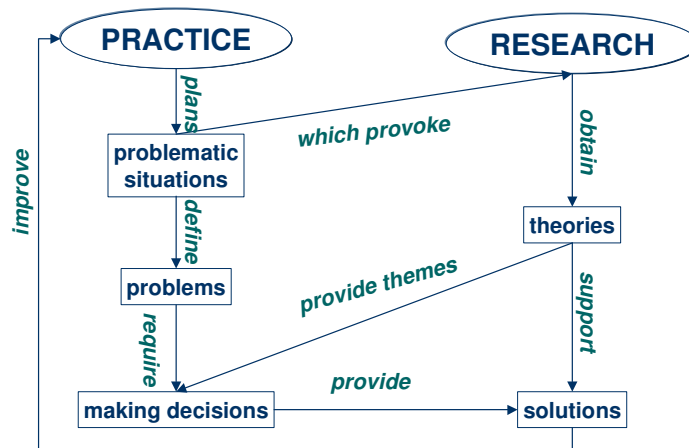 PRACTICE
RESEARCH
plans
which provoke
obtain
problematic
situations
improve
define
theories
problems
provide themes
require
support
provide
making decisions
solutions